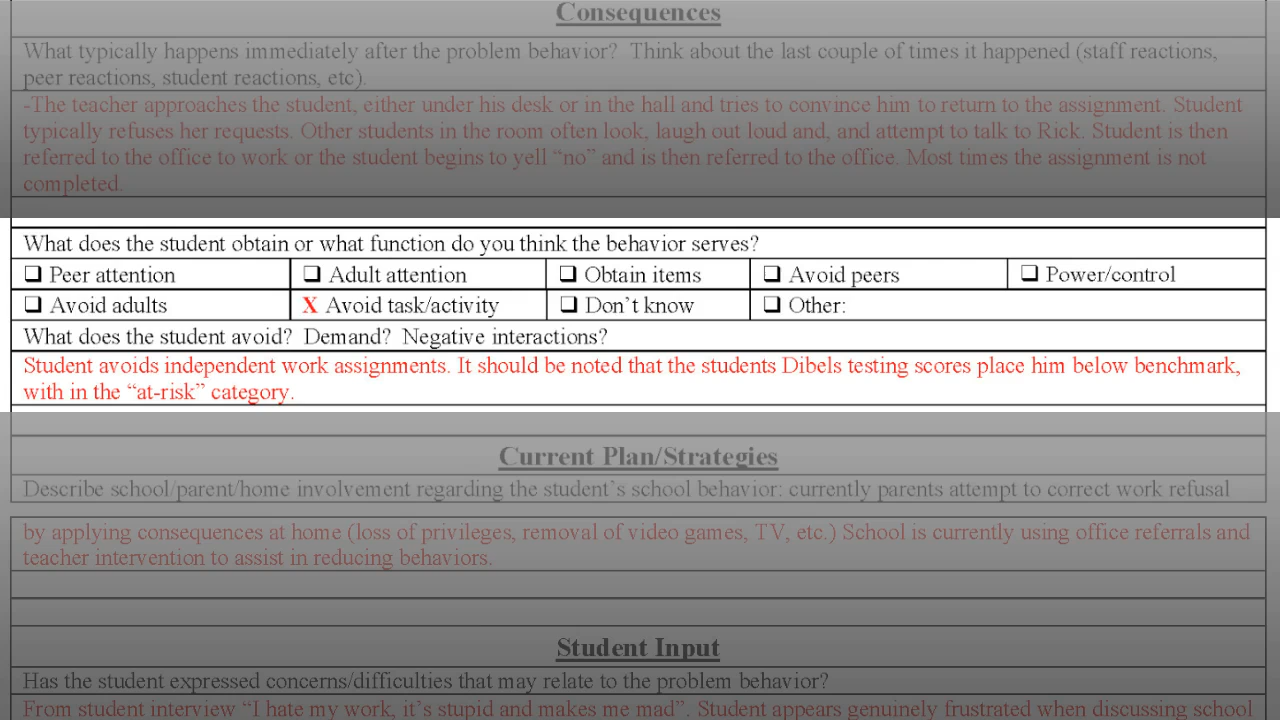 Consequences
What typically happens immediately after the problem behavior?  Think about the last couple of times it happened (staff reactions,
peer reactions, student reactions, etc).
-The teacher approaches the student, either under his desk or in the hall and tries to convince him to return to the assignment. Student
typically refuses her requests. Other students in the room often look, laugh out loud and, and attempt to talk to Rick. Student is then
referred to the office to work or the student begins to yell “no” and is then referred to the office. Most times the assignment is not
completed.
What does the student obtain or what function do you think the behavior serves?
❑ Peer attention ❑ Adult attention ❑ Obtain items ❑ Avoid peers ❑ Power/control
❑ Avoid adults X Avoid task/activity ❑ Don’t know ❑ Other:
What does the student avoid?  Demand?  Negative interactions?
Student avoids independent work assignments. It should be noted that the students Dibels testing scores place him below benchmark,
with in the “at-risk” category.
Current Plan/Strategies
Describe school/parent/home involvement regarding the student’s school behavior: currently parents attempt to correct work refusal
by applying consequences at home (loss of privileges, removal of video games, TV, etc.) School is currently using office referrals and
teacher intervention to assist in reducing behaviors.
Student Input
Has the student expressed concerns/difficulties that may relate to the problem behavior?
From student interview “I hate my work, it’s stupid and makes me mad”. Student appears genuinely frustrated when discussing school